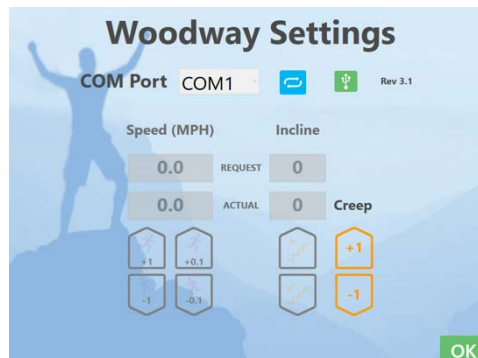 Woodway Settings
COM Port COM1 Rev 3.1
Speed (MPH) Incline
0.0 REQUEST 0
0.0 ACTUAL 0 Creep
+1 +0.1 +1
-1 -0.1 -1
OK